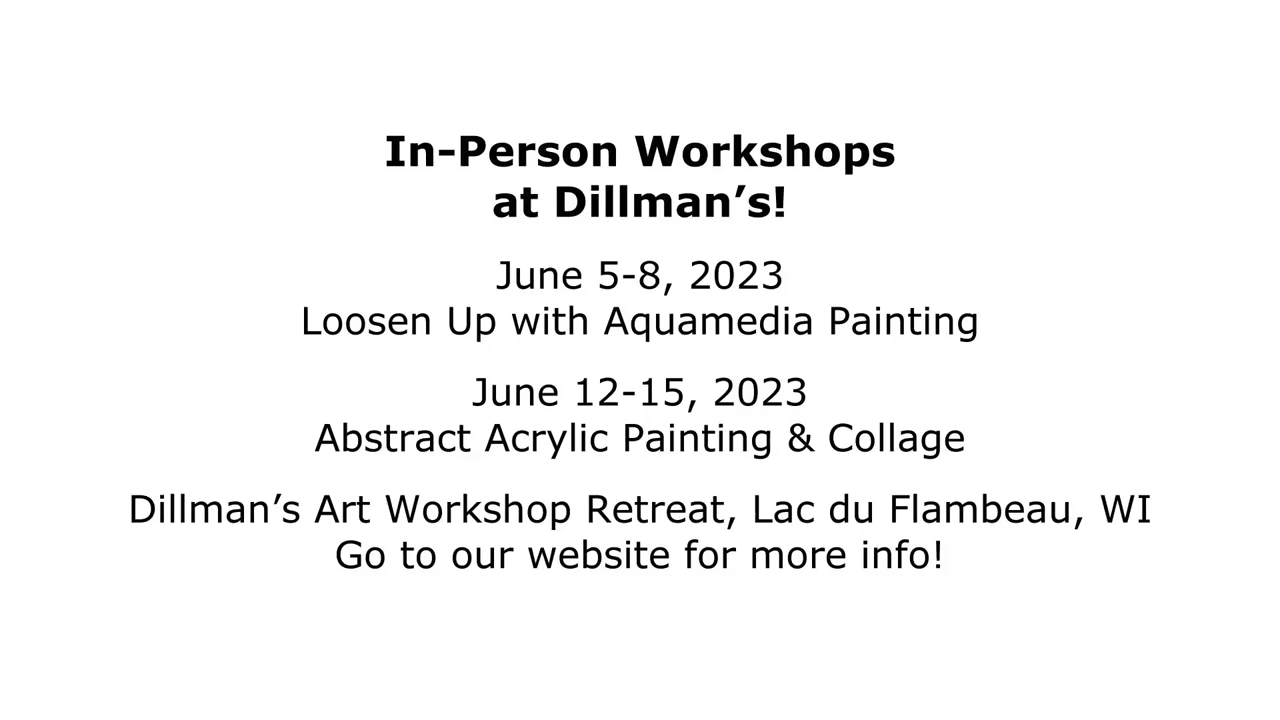 In-Person Workshops
at Dillman’s!
June 5-8, 2023
Loosen Up with Aquamedia Painting
June 12-15, 2023
Abstract Acrylic Painting & Collage
Dillman’s Art Workshop Retreat, Lac du Flambeau, WI
Go to our website for more info!